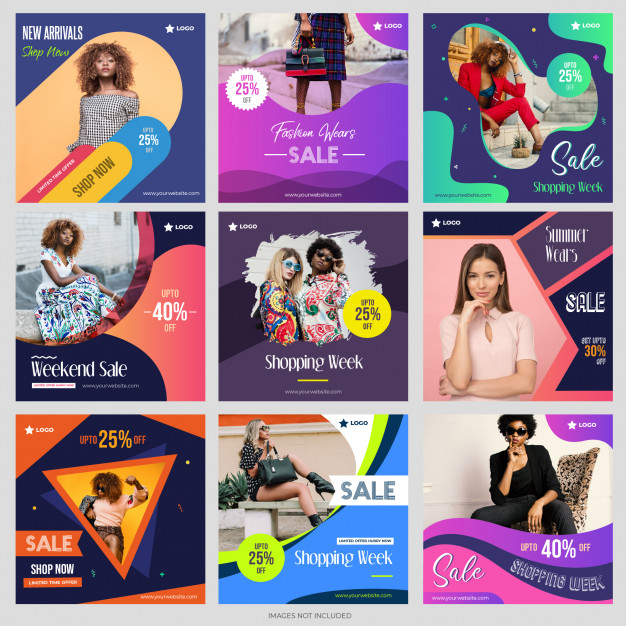 NEW ARRIVALS
Shop Now
LOGO
UPTO
25%
OFF
LIMITED TIME OFFER
SHOP NOW
www.yourwebsite.com
LOGO
UPTO
25%
OFF
Fashion Wears
SALE
www.yourwebsite.com
LOGO
UPTO
25%
OFF
Sale
Shopping Week
www.yourwebsite.com
LOGO
UPTO
40%
OFF
Weekend Sale
LIMITED OFFER HURRY NOW
www.yourwebsite.com
LOGO
UPTO
25%
OFF
Shopping Week
www.yourwebsite.com
LOGO
Summer
Wears
SALE
GET UPTO
30%
OFF
www.yourwebsite.com
LOGO
UPTO 25% OFF
SALE
SHOP NOW
LIMITED TIME OFFER
www.yourwebsite.com
LOGO
SALE
LIMITED OFFER HURRY NOW
UPTO
25%
OFF
Shopping Week
www.yourwebsite.com
LOGO
UPTO 40% OFF
Sale
SHOPPING WEEK
www.yourwebsite.com
IMAGES NOT INCLUDED